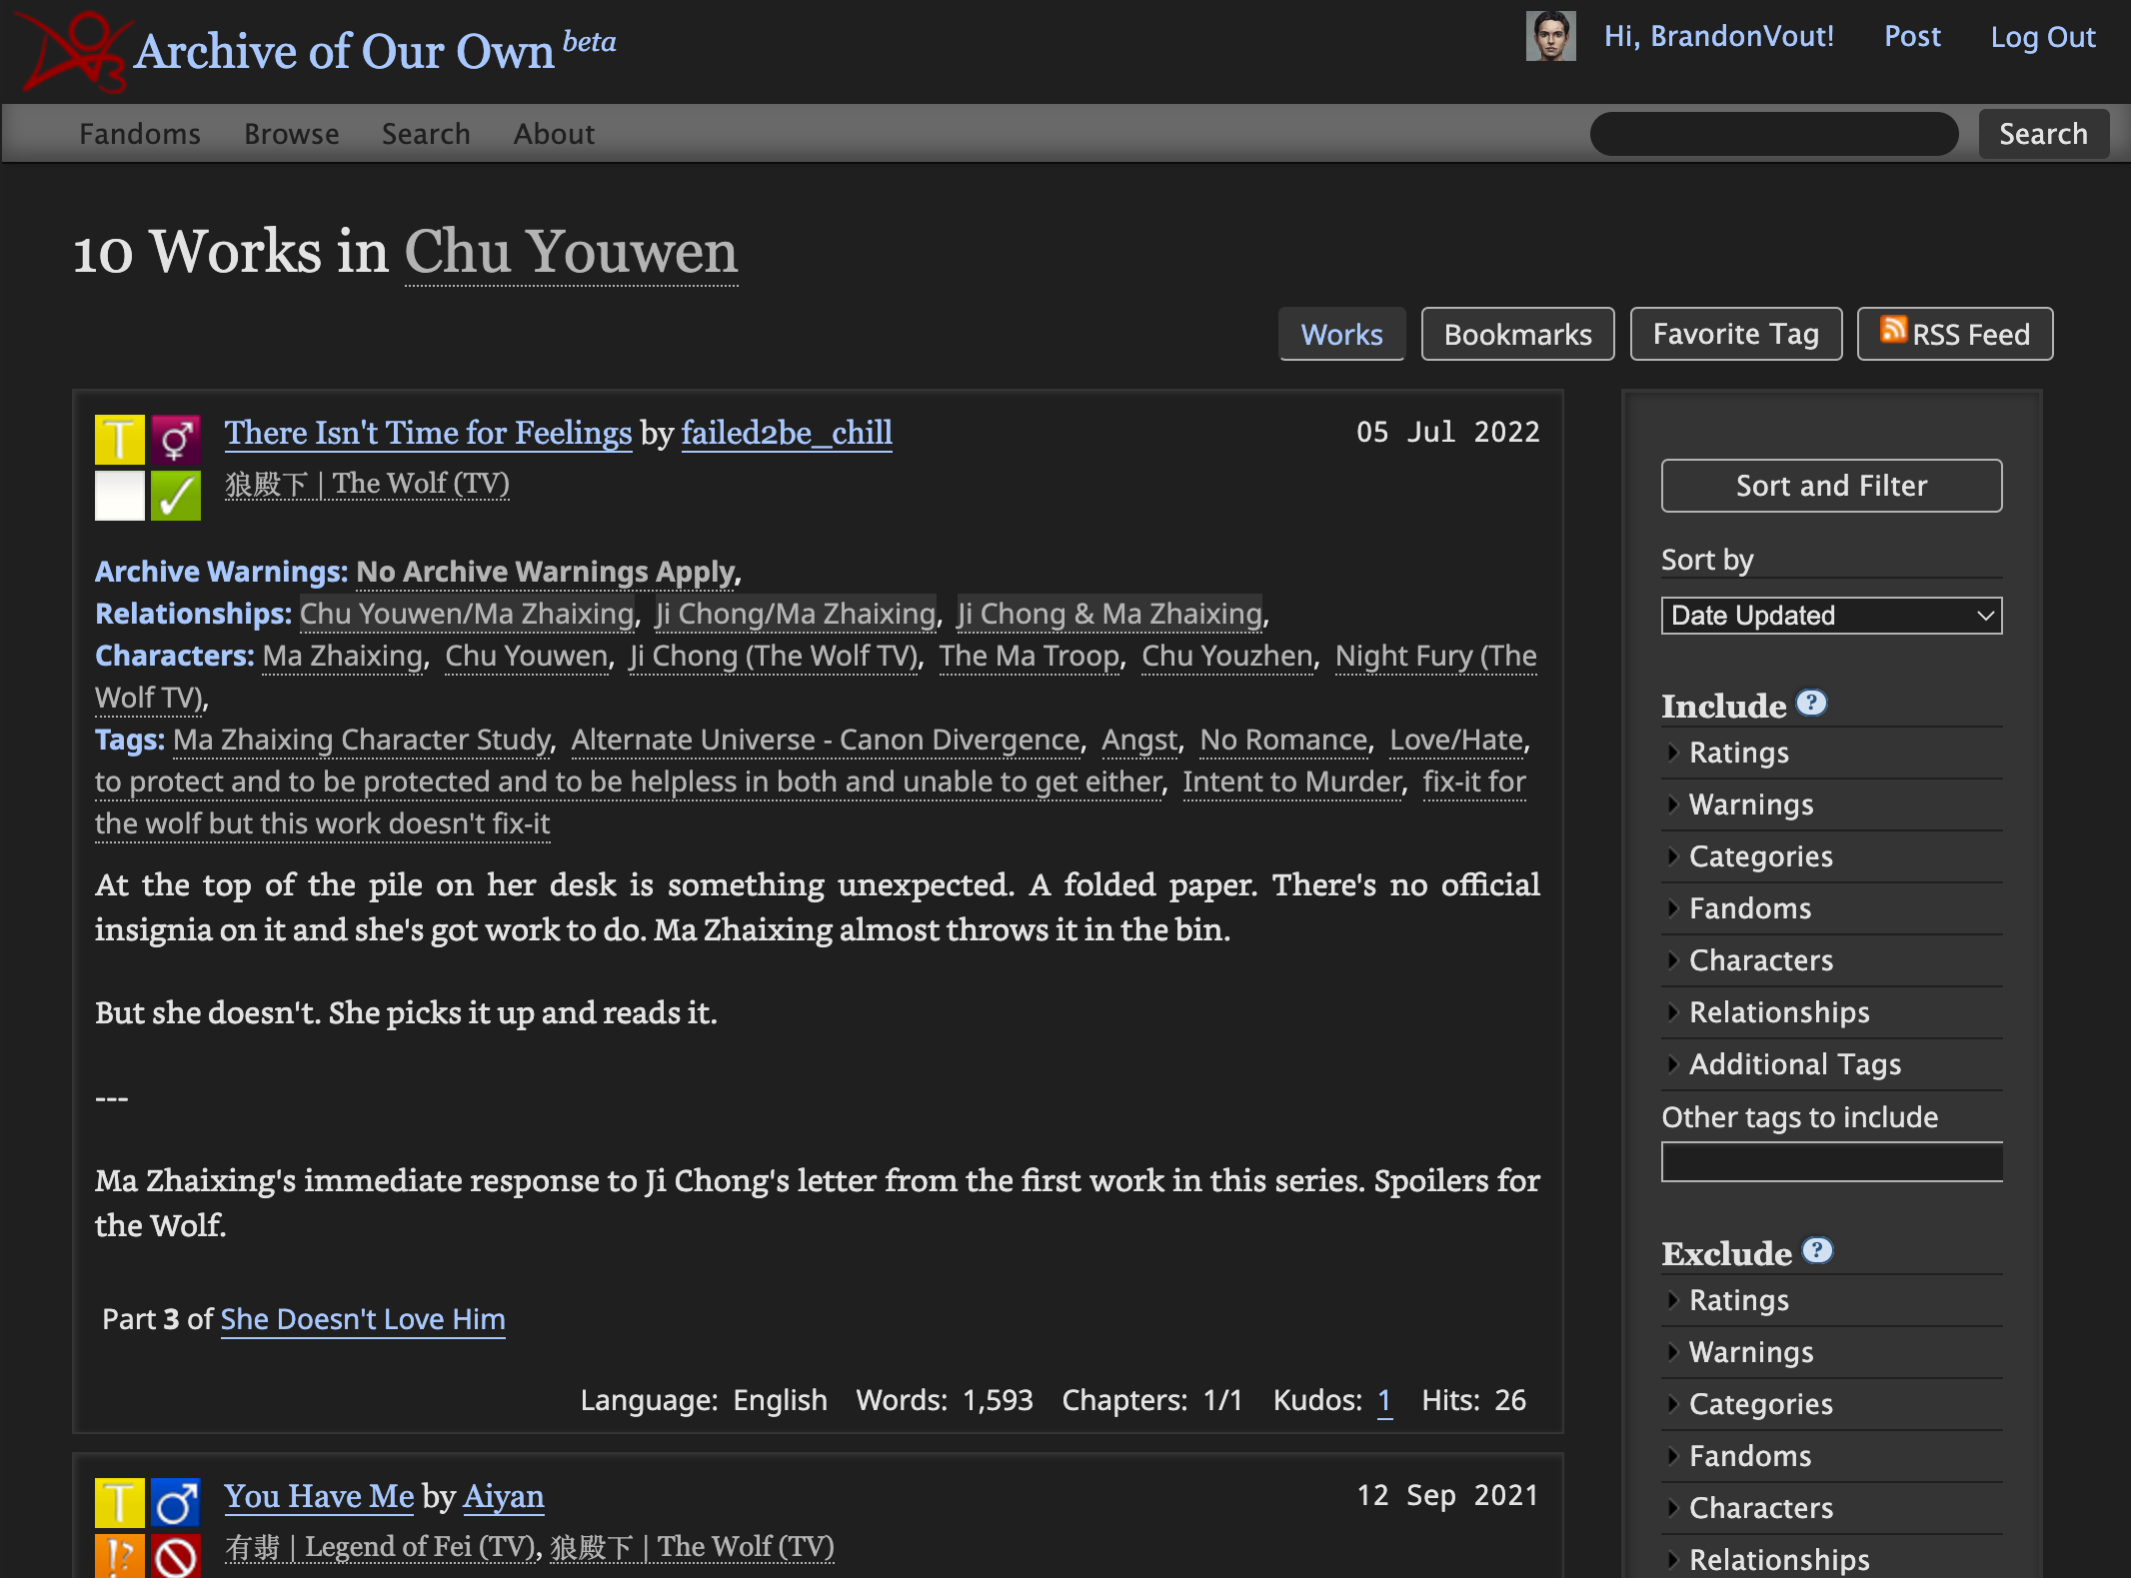 Archive of Our Own beta
Hi, BrandonVout! Post Log Out
Fandoms Browse Search About Search
10 Works in Chu Youwen
Works Bookmarks Favorite Tag RSS Feed
T There Isn't Time for Feelings by failed2be_chill 05 Jul 2022
狼殿下 | The Wolf (TV)
Archive Warnings: No Archive Warnings Apply,
Relationships: Chu Youwen/Ma Zhaixing, Ji Chong/Ma Zhaixing, Ji Chong & Ma Zhaixing,
Characters: Ma Zhaixing, Chu Youwen, Ji Chong (The Wolf TV), The Ma Troop, Chu Youzhen, Night Fury (The
Wolf TV),
Tags: Ma Zhaixing Character Study, Alternate Universe - Canon Divergence, Angst, No Romance, Love/Hate,
to protect and to be protected and to be helpless in both and unable to get either, Intent to Murder, fix-it for
the wolf but this work doesn't fix-it
At the top of the pile on her desk is something unexpected. A folded paper. There's no official
insignia on it and she's got work to do. Ma Zhaixing almost throws it in the bin.
But she doesn't. She picks it up and reads it.
---
Ma Zhaixing's immediate response to Ji Chong's letter from the first work in this series. Spoilers for
the Wolf.
Part 3 of She Doesn't Love Him
Language: English Words: 1,593 Chapters: 1/1 Kudos: 1 Hits: 26
T You Have Me by Aiyan 12 Sep 2021
!? 有翡 | Legend of Fei (TV), 狼殿下 | The Wolf (TV)
Sort and Filter
Sort by
Date Updated
Include ?
Ratings
Warnings
Categories
Fandoms
Characters
Relationships
Additional Tags
Other tags to include
Exclude ?
Ratings
Warnings
Categories
Fandoms
Characters
Relationships